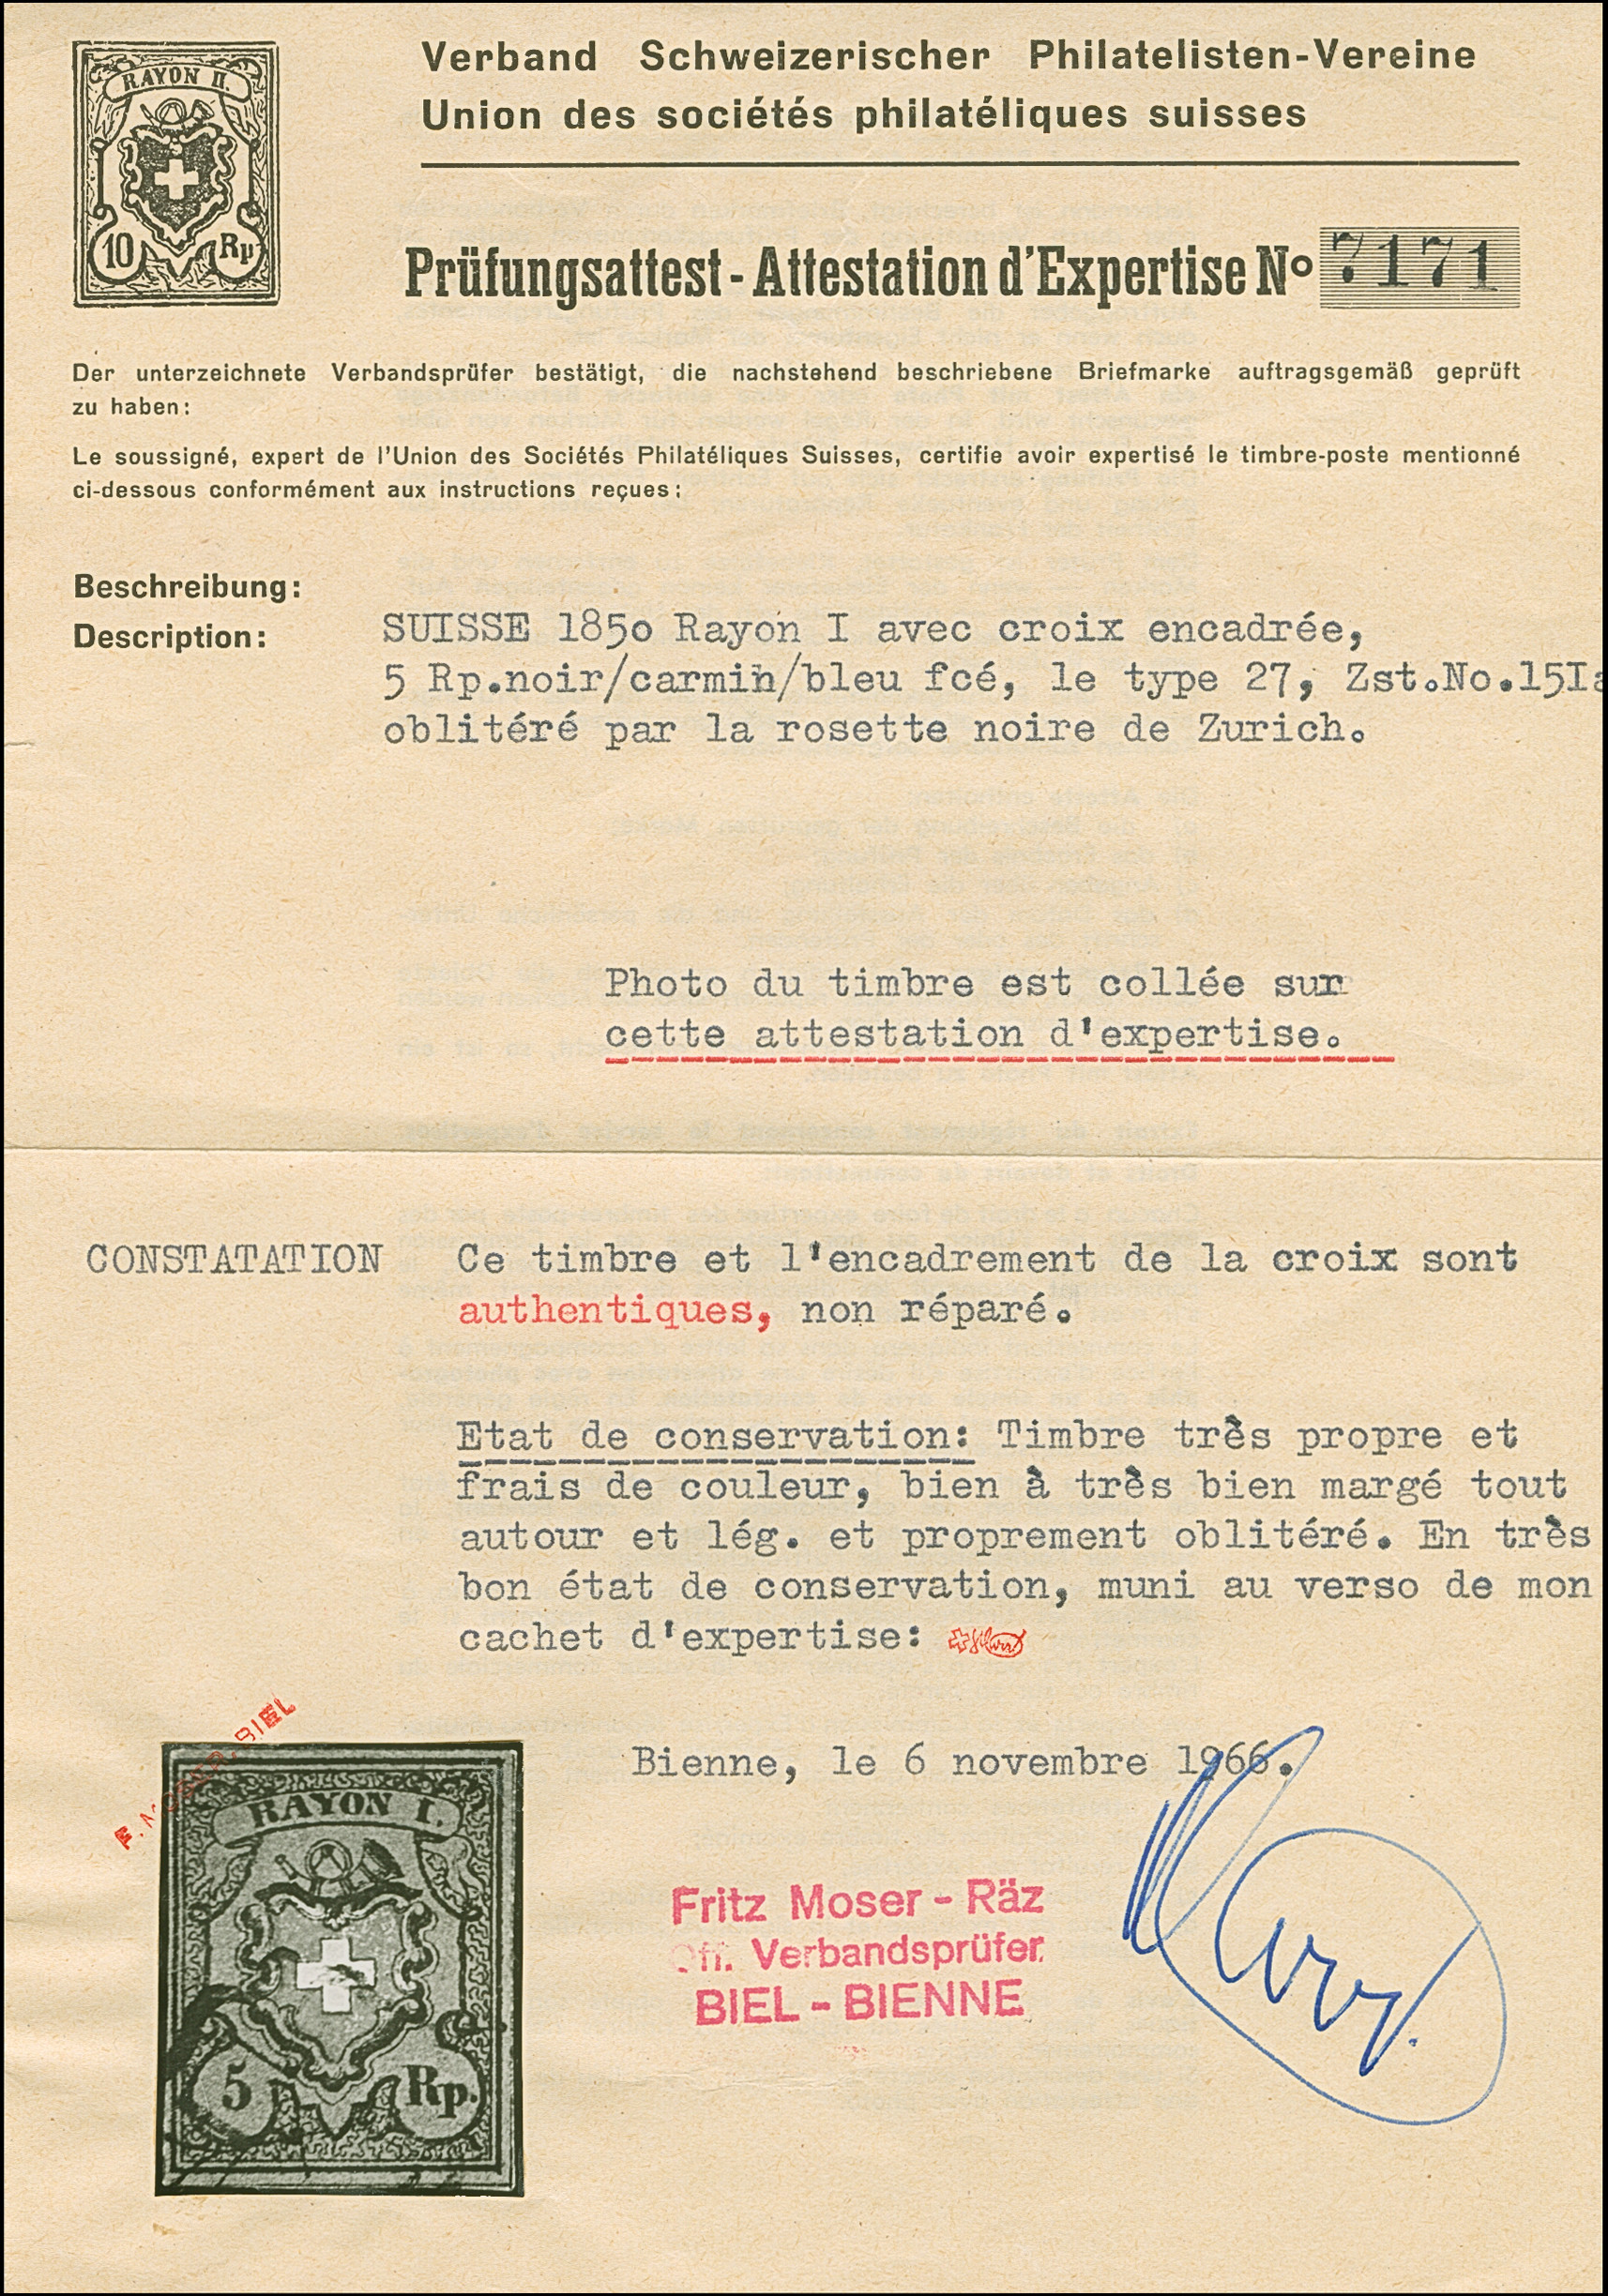 RAYON II.
10 Rp
Verband Schweizerischer Philatelisten-Vereine
Union des sociétés philatéliques suisses
Prüfungsattest - Attestation d'Expertise No 7171
Der unterzeichnete Verbandsprüfer bestätigt, die nachstehend beschriebene Briefmarke auftragsgemäß geprüft
zu haben:
Le soussigné, expert de l'Union des Sociétés Philatéliques Suisses, certifie avoir expertisé le timbre-poste mentionné
ci-dessous conformément aux instructions reçues:
Beschreibung:
Description:
SUISSE 1850 Rayon I avec croix encadrée,
5 Rp.noir/carmin/bleu fcé, le type 27, Zst.No.15Ia
oblitéré par la rosette noire de Zurich.
Photo du timbre est collée sur
cette attestation d'expertise.
CONSTATATION
Ce timbre et l'encadrement de la croix sont
authentiques, non réparé.
Etat de conservation: Timbre très propre et
frais de couleur, bien à très bien margé tout
autour et lég. et proprement oblitéré. En très
bon état de conservation, muni au verso de mon
cachet d'expertise:
Bienne, le 6 novembre 1966.
F. MOSER, BIEL
RAYON I.
5 Rp.
Fritz Moser - Räz
Off. Verbandsprüfer
BIEL - BIENNE